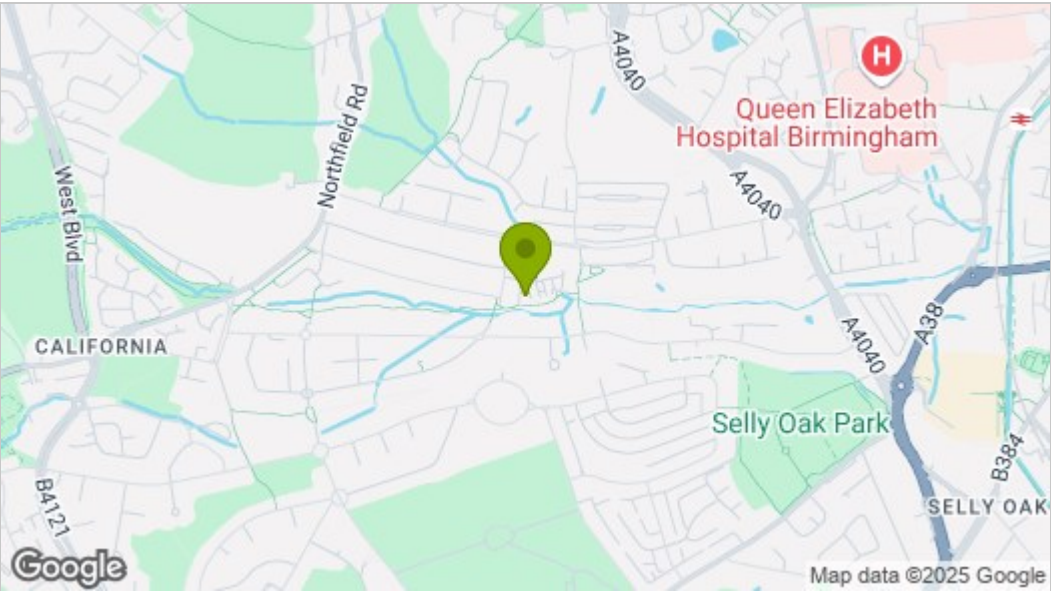 A4040
H
Queen Elizabeth
Hospital Birmingham
Northfield Rd
A4040
West Blvd
A38
A4040
CALIFORNIA
Selly Oak Park
B384
B4121
SELLY OAK
Google
Map data ©2025 Google